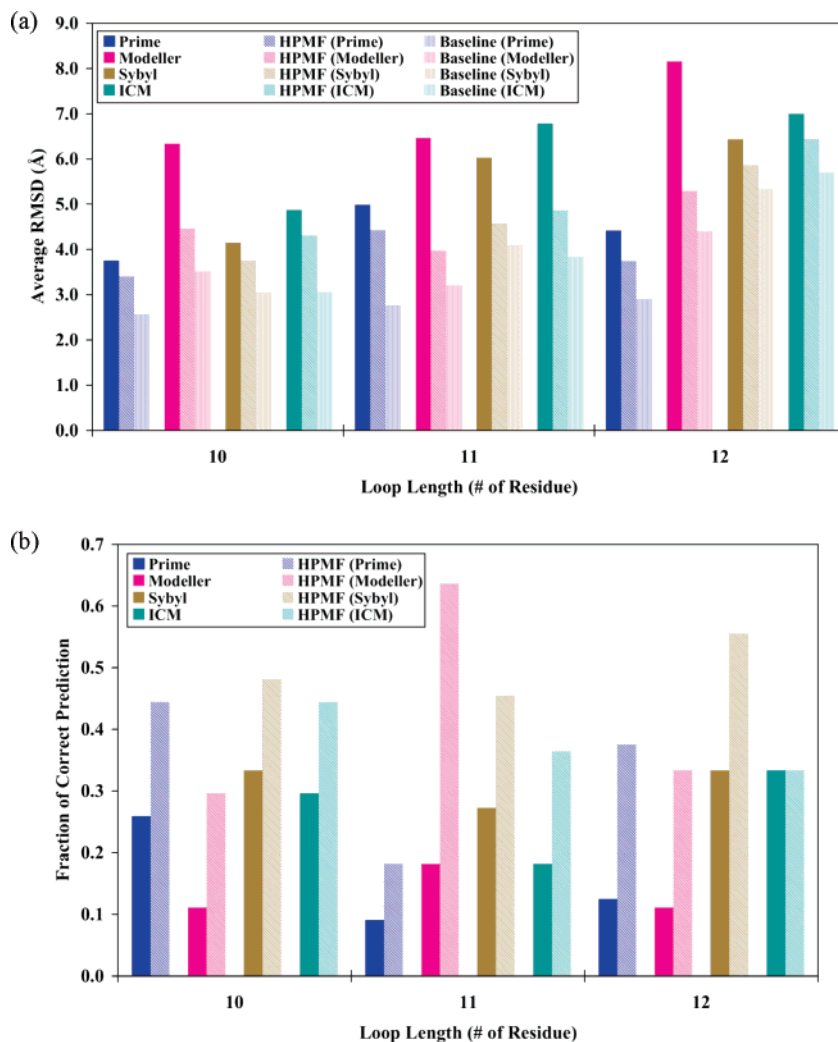 (a)
9.0
8.0
7.0
6.0
5.0
4.0
3.0
2.0
1.0
0.0
Average RMSD (Å)
Prime HPMF (Prime) Baseline (Prime)
Modeller HPMF (Modeller) Baseline (Modeller)
Sybyl HPMF (Sybyl) Baseline (Sybyl)
ICM HPMF (ICM) Baseline (ICM)
10 11 12
Loop Length (# of Residue)
(b)
0.7
0.6
0.5
0.4
0.3
0.2
0.1
0.0
Fraction of Correct Prediction
Prime HPMF (Prime)
Modeller HPMF (Modeller)
Sybyl HPMF (Sybyl)
ICM HPMF (ICM)
10 11 12
Loop Length (# of Residue)